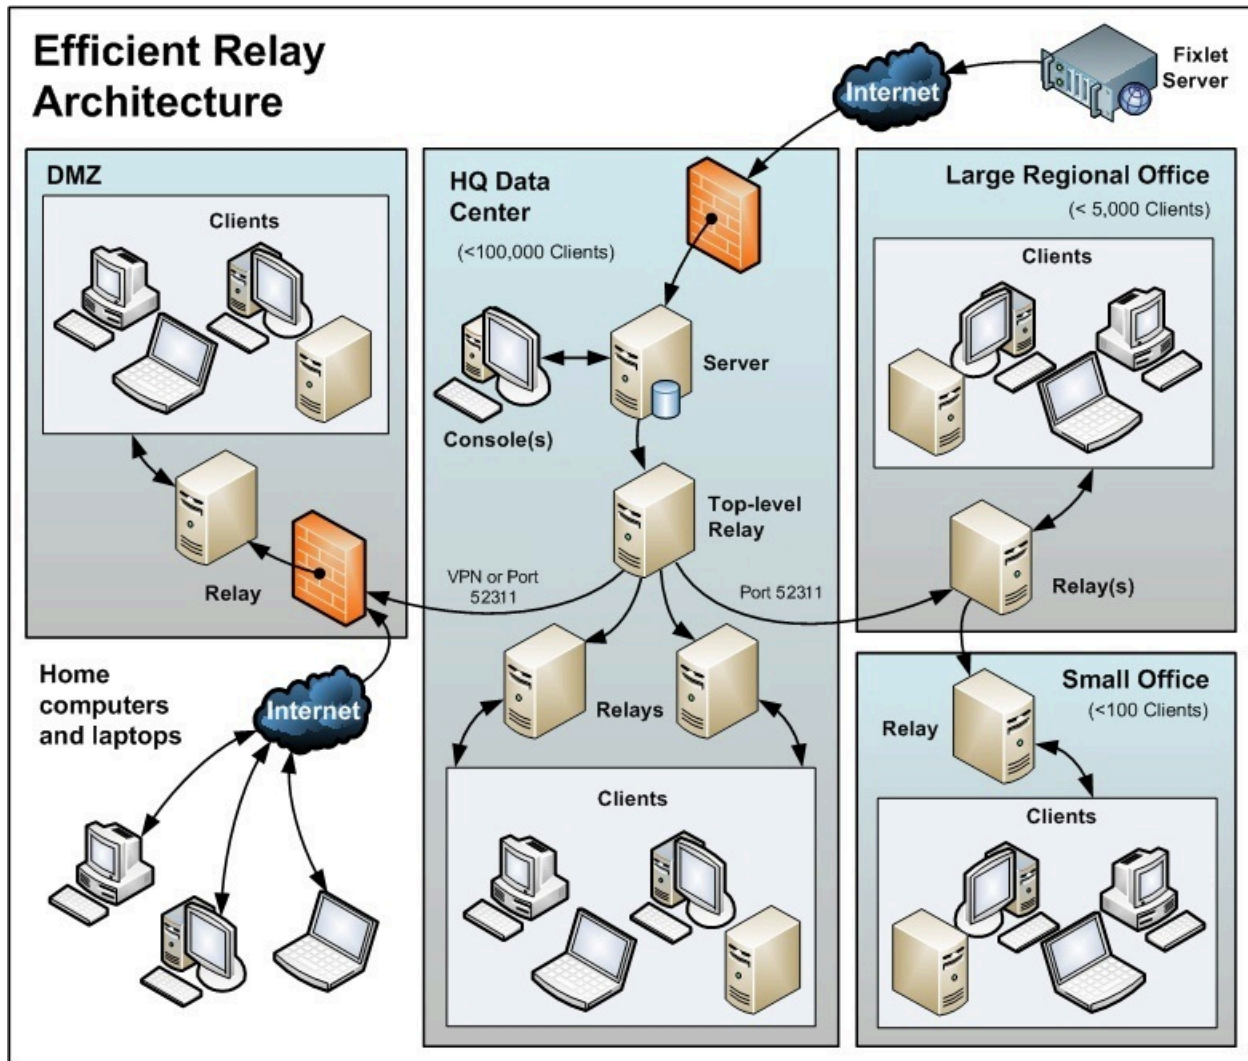 Efficient Relay
Architecture
Internet
Fixlet
Server
DMZ
Clients
Relay
HQ Data
Center
(<100,000 Clients)
Server
Console(s)
Top-level
Relay
VPN or Port
52311
Port 52311
Relays
Clients
Large Regional Office
(< 5,000 Clients)
Clients
Relay(s)
Home
computers
and laptops
Internet
Small Office
(<100 Clients)
Relay
Clients